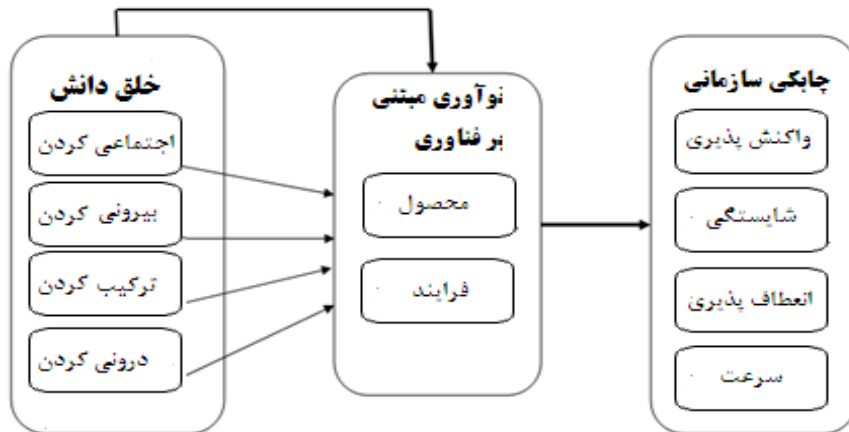 خلق دانش
اجتماعی کردن
بیرونی کردن
ترکیب کردن
درونی کردن
نوآوری مبتنی
بر فناوری
محصول
فرایند
چابکی سازمانی
واکنش پذیری
شایستگی
انعطاف پذیری
سرعت